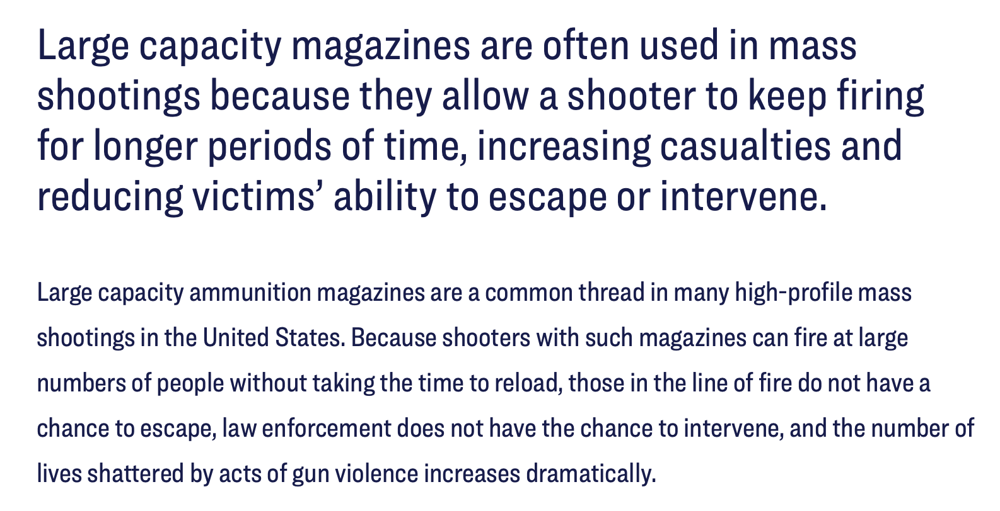 Large capacity magazines are often used in mass
shootings because they allow a shooter to keep firing
for longer periods of time, increasing casualties and
reducing victims’ ability to escape or intervene.
Large capacity ammunition magazines are a common thread in many high-profile mass
shootings in the United States. Because shooters with such magazines can fire at large
numbers of people without taking the time to reload, those in the line of fire do not have a
chance to escape, law enforcement does not have the chance to intervene, and the number of
lives shattered by acts of gun violence increases dramatically.